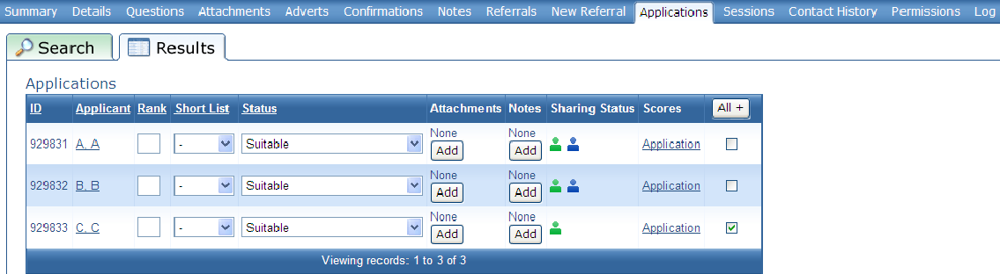 Summary Details Questions Attachments Adverts Confirmations Notes Referrals New Referral Applications Sessions Contact History Permissions Log
Search Results
Applications
ID Applicant Rank Short List Status Attachments Notes Sharing Status Scores All +
929831 A, A - Suitable None Add None Add Application
929832 B, B - Suitable None Add None Add Application
929833 C, C - Suitable None Add None Add Application
Viewing records: 1 to 3 of 3